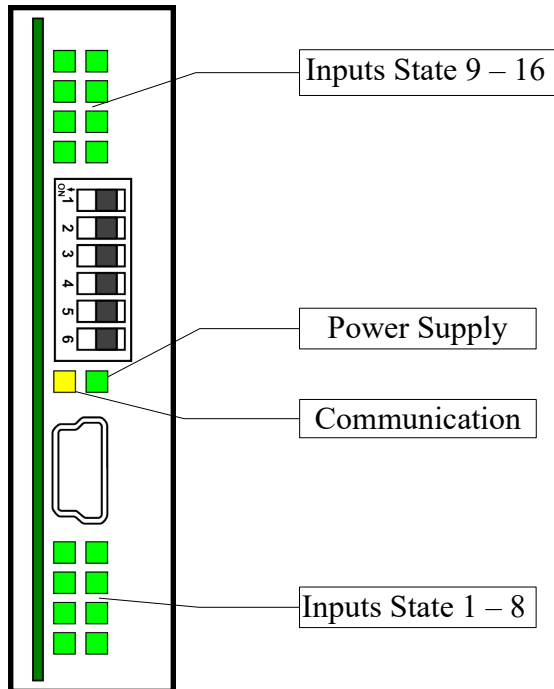 Inputs State 9 – 16
ON
1
2
3
4
5
6
Power Supply
Communication
Inputs State 1 – 8